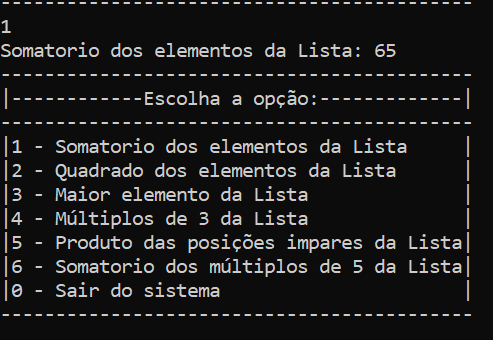 -------------------------------------------
1
Somatorio dos elementos da Lista: 65
-------------------------------------------
|------------Escolha a opção:-------------|
-------------------------------------------
|1 - Somatorio dos elementos da Lista     |
|2 - Quadrado dos elementos da Lista      |
|3 - Maior elemento da Lista              |
|4 - Múltiplos de 3 da Lista              |
|5 - Produto das posições impares da Lista|
|6 - Somatorio dos múltiplos de 5 da Lista|
|0 - Sair do sistema                      |
-------------------------------------------